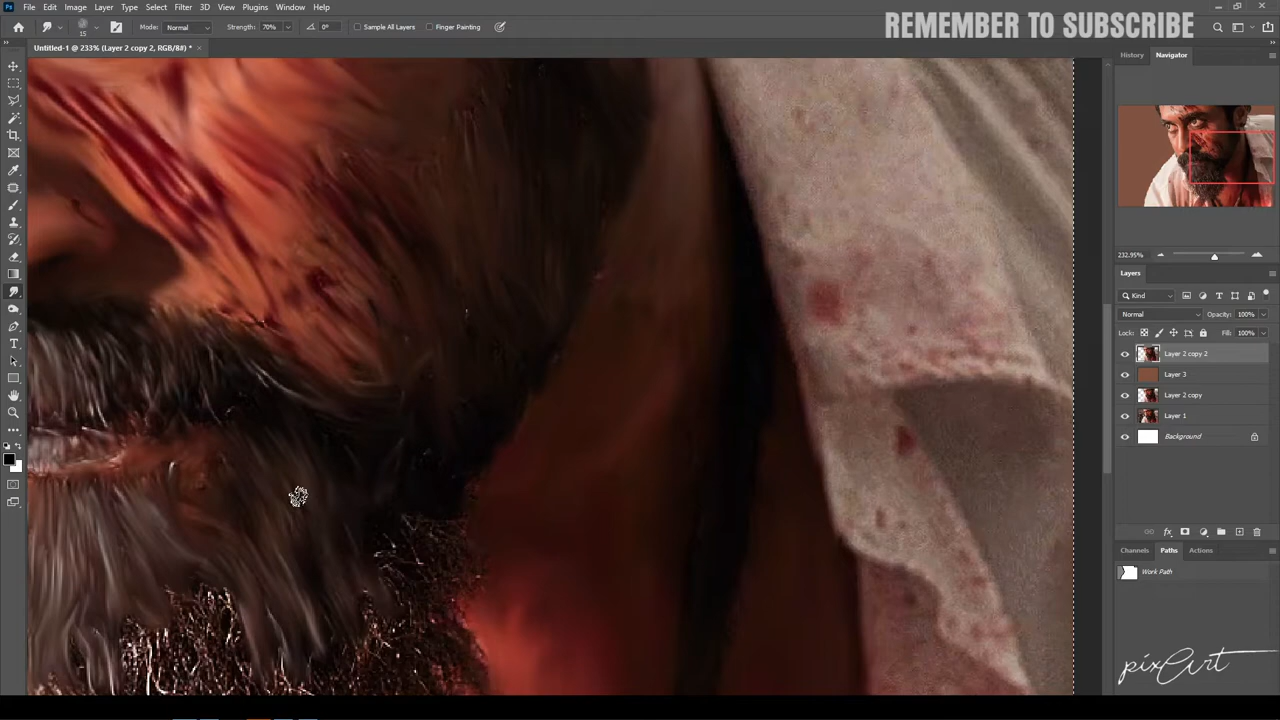 File Edit Image Layer Type Select Filter 3D View Plugins Window Help
15 Mode: Normal Strength: 70% 0° Sample All Layers Finger Painting
REMEMBER TO SUBSCRIBE
Untitled-1 @ 233% (Layer 2 copy 2, RGB/8#) * ×
History Navigator
232.95%
Layers
Kind
Normal Opacity: 100%
Lock: Fill: 100%
Layer 2 copy 2
Layer 3
Layer 2 copy
Layer 1
Background
Channels Paths Actions
Work Path
pixArt